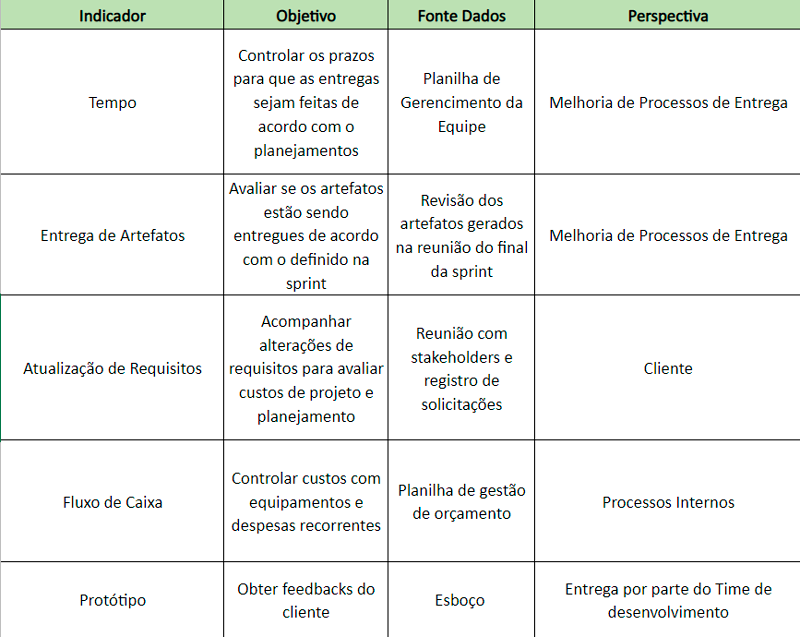 Indicador
Objetivo
Fonte Dados
Perspectiva
Tempo
Controlar os prazos
para que as entregas
sejam feitas de
acordo com o
planejamentos
Planilha de
Gerencimento da
Equipe
Melhoria de Processos de Entrega
Entrega de Artefatos
Avaliar se os artefatos
estão sendo
entregues de acordo
com o definido na
sprint
Revisão dos
artefatos gerados
na reunião do final
da sprint
Melhoria de Processos de Entrega
Atualização de Requisitos
Acompanhar
alterações de
requisitos para avaliar
custos de projeto e
planejamento
Reunião com
stakeholders e
registro de
solicitações
Cliente
Fluxo de Caixa
Controlar custos com
equipamentos e
despesas recorrentes
Planilha de gestão
de orçamento
Processos Internos
Protótipo
Obter feedbacks do
cliente
Esboço
Entrega por parte do Time de
desenvolvimento